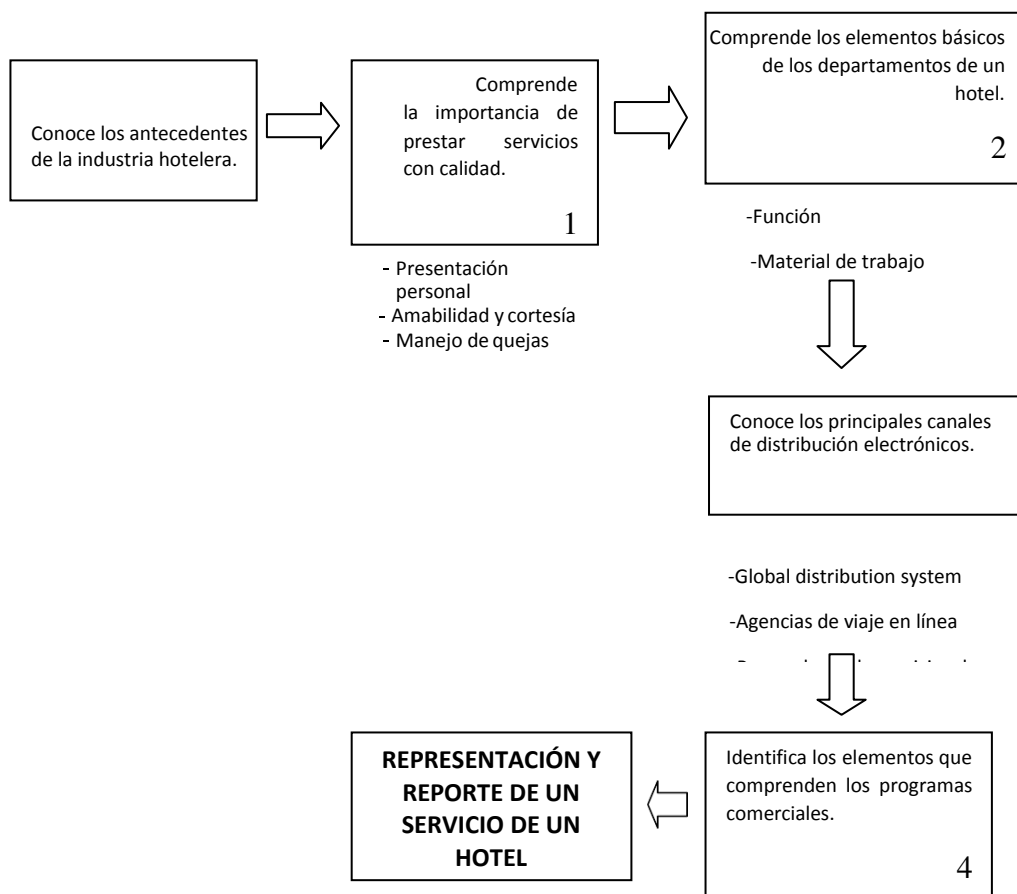 Conoce los antecedentes
de la industria hotelera.
Comprende
la importancia de
prestar servicios
con calidad.
1
- Presentación
personal
- Amabilidad y cortesía
- Manejo de quejas
Comprende los elementos básicos
de los departamentos de un
hotel.
2
-Función
-Material de trabajo
Conoce los principales canales
de distribución electrónicos.
-Global distribution system
-Agencias de viaje en línea
Identifica los elementos que
comprenden los programas
comerciales.
4
REPRESENTACIÓN Y
REPORTE DE UN
SERVICIO DE UN
HOTEL